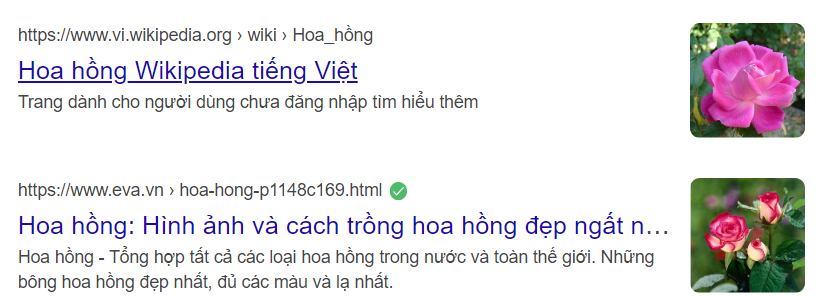 https://www.vi.wikipedia.org › wiki › Hoa_hồng
Hoa hồng Wikipedia tiếng Việt
Trang dành cho người dùng chưa đăng nhập tìm hiểu thêm
https://www.eva.vn › hoa-hong-p1148c169.html
Hoa hồng: Hình ảnh và cách trồng hoa hồng đẹp ngất n...
Hoa hồng - Tổng hợp tất cả các loại hoa hồng trong nước và toàn thế giới. Những
bông hoa hồng đẹp nhất, đủ các màu và lạ nhất.